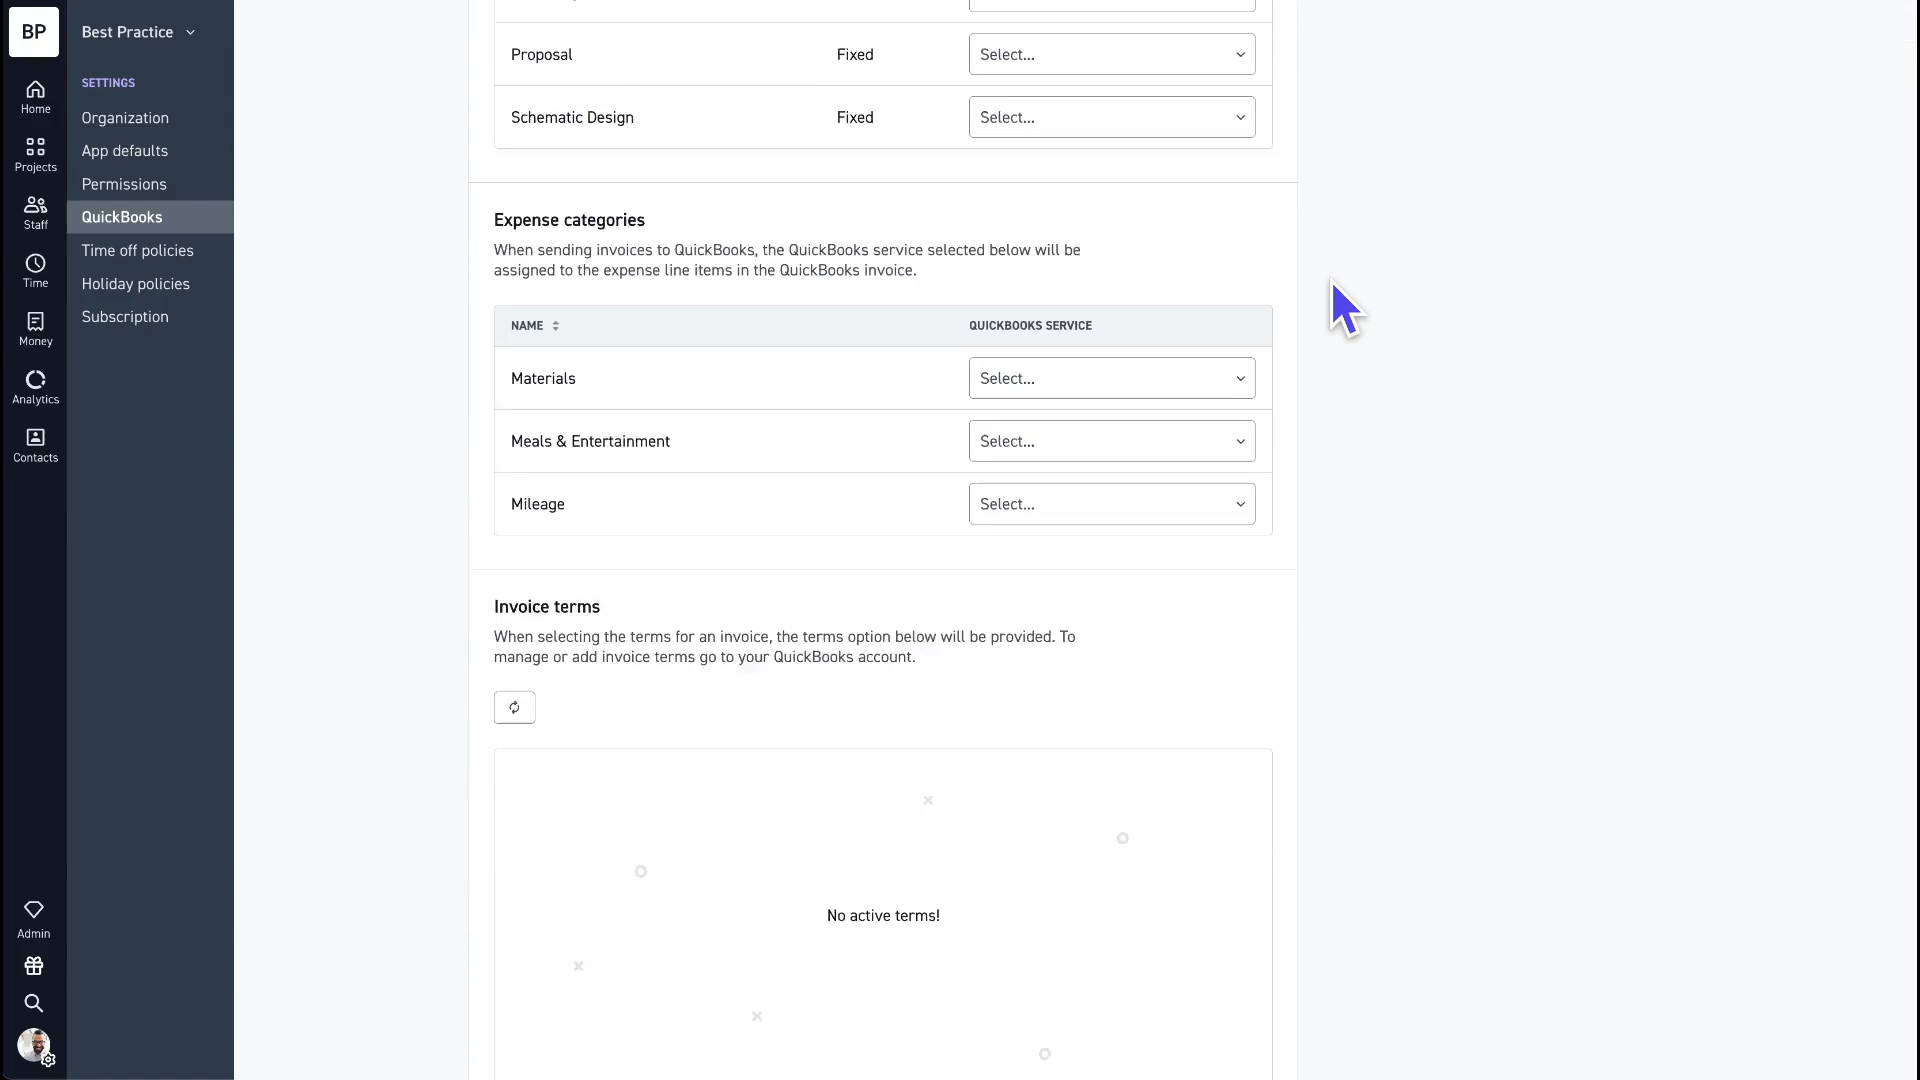 BP
Home
Projects
Staff
Time
Money
Analytics
Contacts
Admin
Best Practice
SETTINGS
Organization
App defaults
Permissions
QuickBooks
Time off policies
Holiday policies
Subscription
Proposal Fixed Select...
Schematic Design Fixed Select...
Expense categories
When sending invoices to QuickBooks, the QuickBooks service selected below will be
assigned to the expense line items in the QuickBooks invoice.
NAME QUICKBOOKS SERVICE
Materials Select...
Meals & Entertainment Select...
Mileage Select...
Invoice terms
When selecting the terms for an invoice, the terms option below will be provided. To
manage or add invoice terms go to your QuickBooks account.
No active terms!